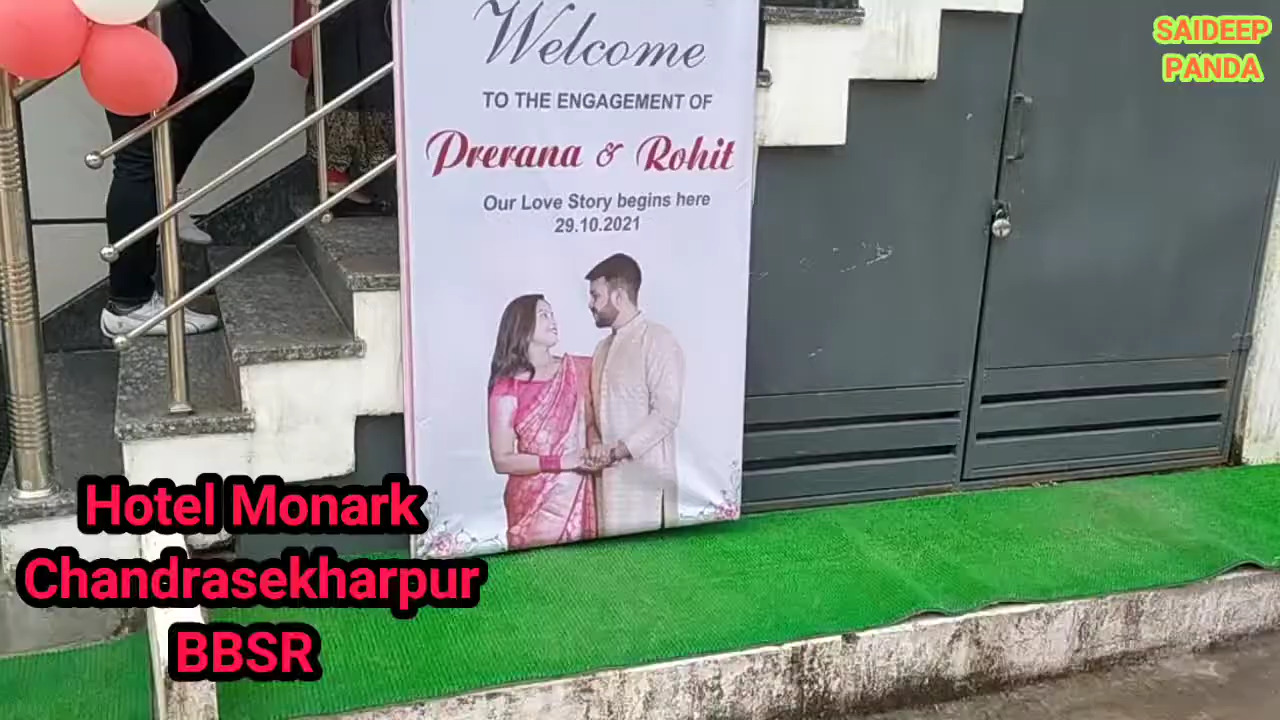 SAIDEEP
PANDA
Welcome
TO THE ENGAGEMENT OF
Prerana & Rohit
Our Love Story begins here
29.10.2021
Hotel Monark
Chandrasekharpur
BBSR